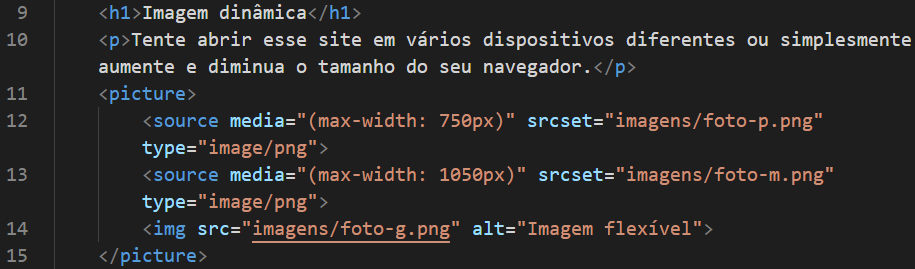 9 <h1>Imagem dinâmica</h1>
10 <p>Tente abrir esse site em vários dispositivos diferentes ou simplesmente
aumente e diminua o tamanho do seu navegador.</p>
11 <picture>
12 <source media="(max-width: 750px)" srcset="imagens/foto-p.png"
type="image/png">
13 <source media="(max-width: 1050px)" srcset="imagens/foto-m.png"
type="image/png">
14 <img src="imagens/foto-g.png" alt="Imagem flexível">
15 </picture>